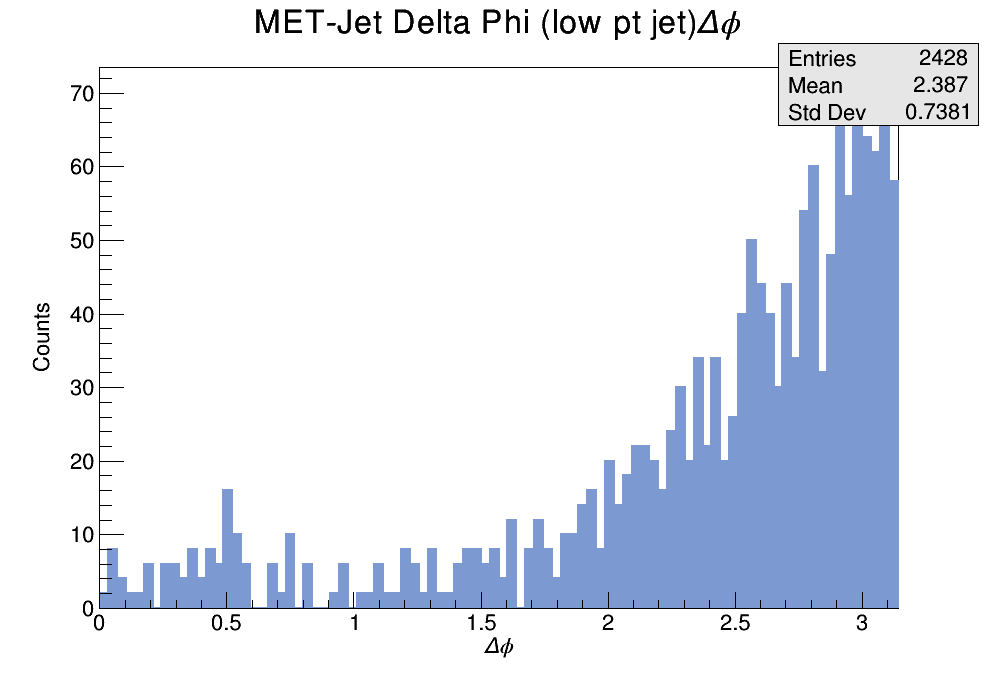 MET-Jet Delta Phi (low pt jet)Δϕ
Entries 2428
Mean 2.387
Std Dev 0.7381
70
60
50
40
30
20
10
0
Counts
0 0.5 1 1.5 2 2.5 3
Δϕ